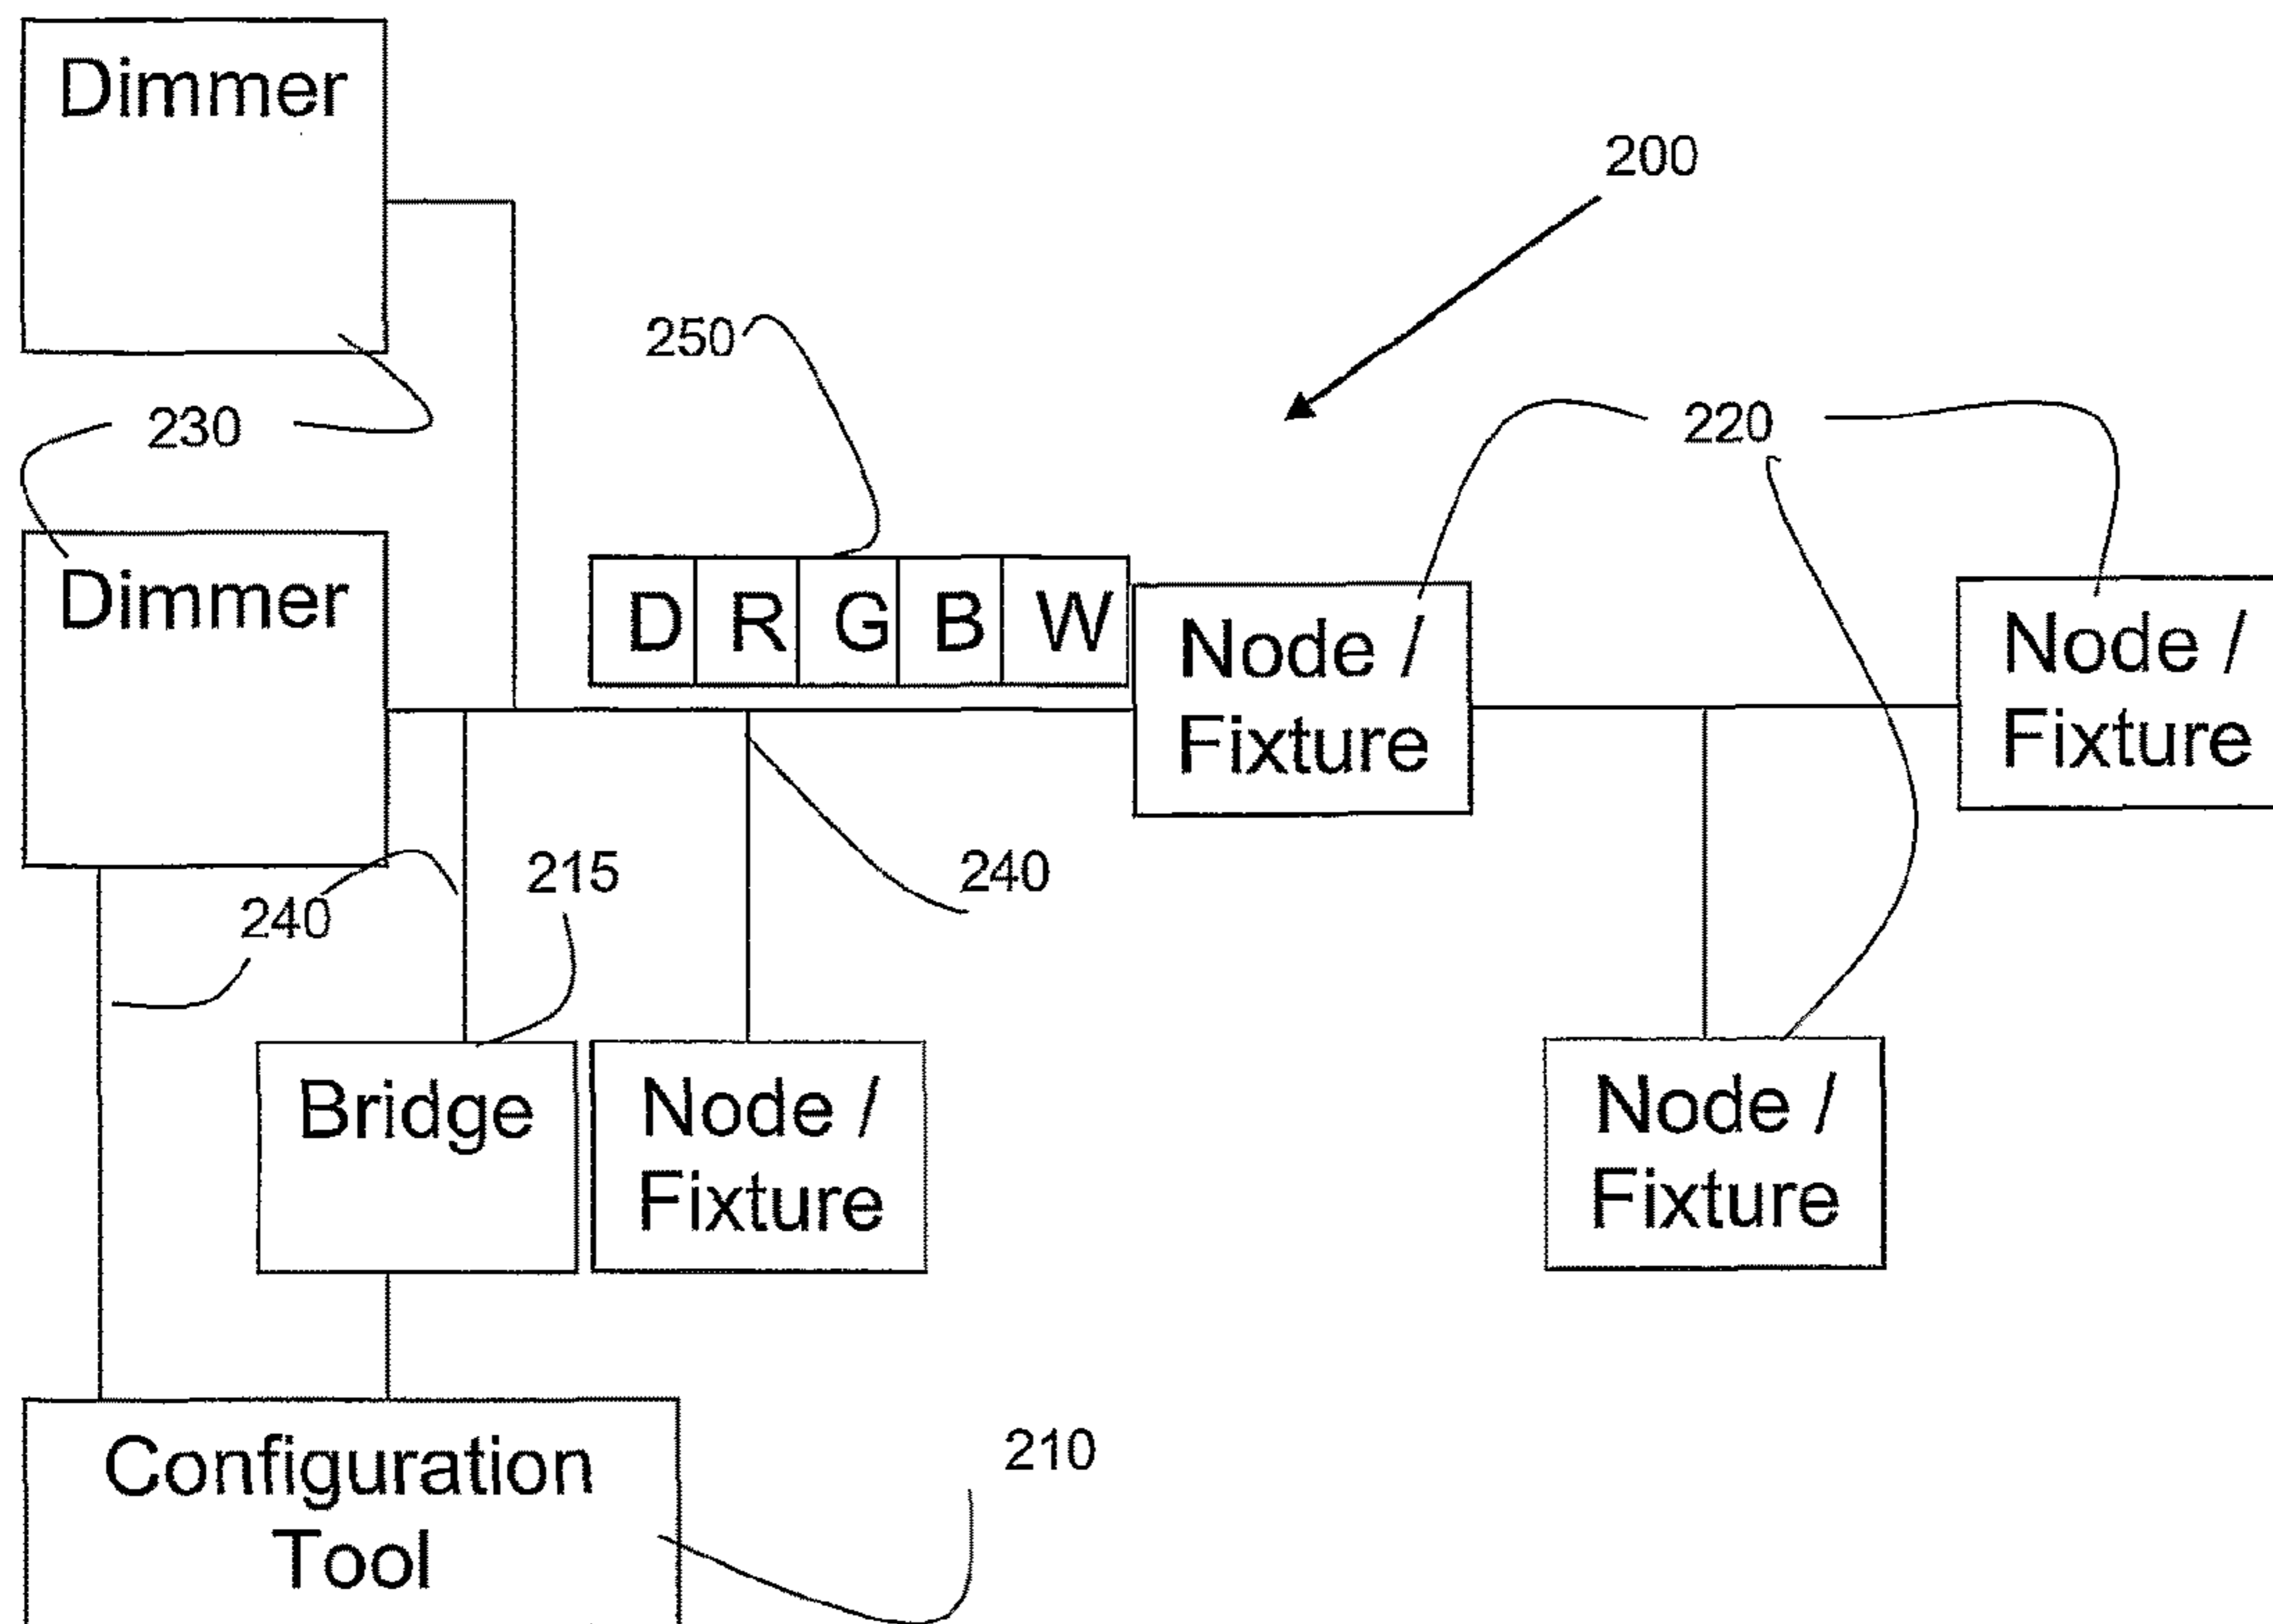 Dimmer
200
250
230
220
Dimmer
D R G B W
Node /
Fixture
Node /
Fixture
240
215
240
Bridge
Node /
Fixture
Node /
Fixture
Configuration
Tool
210